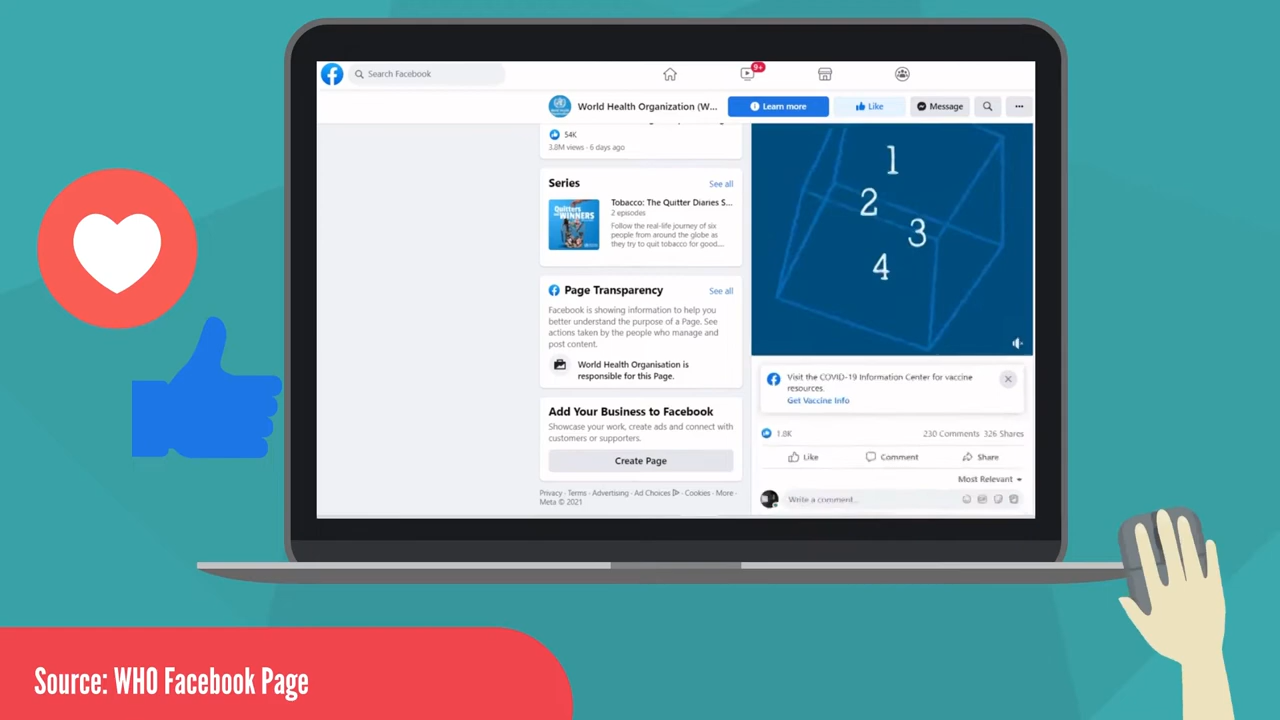 Search Facebook
9+
World Health Organization (W...
Learn more
Like
Message
54K
3.8M views · 6 days ago
Series
See all
Quitters
WINNERS
Tobacco: The Quitter Diaries S...
2 episodes
Follow the real-life journey of six
people from around the globe as
they try to quit tobacco for good....
Page Transparency
See all
Facebook is showing information to help you
better understand the purpose of a Page. See
actions taken by the people who manage and
post content.
World Health Organisation is
responsible for this Page.
Add Your Business to Facebook
Showcase your work, create ads and connect with
customers or supporters.
Create Page
Privacy · Terms · Advertising · Ad Choices · Cookies · More ·
Meta © 2021
1
2
3
4
Visit the COVID-19 Information Center for vaccine
resources.
Get Vaccine Info
1.8K
230 Comments 326 Shares
Like
Comment
Share
Most Relevant
Write a comment...
Source: WHO Facebook Page